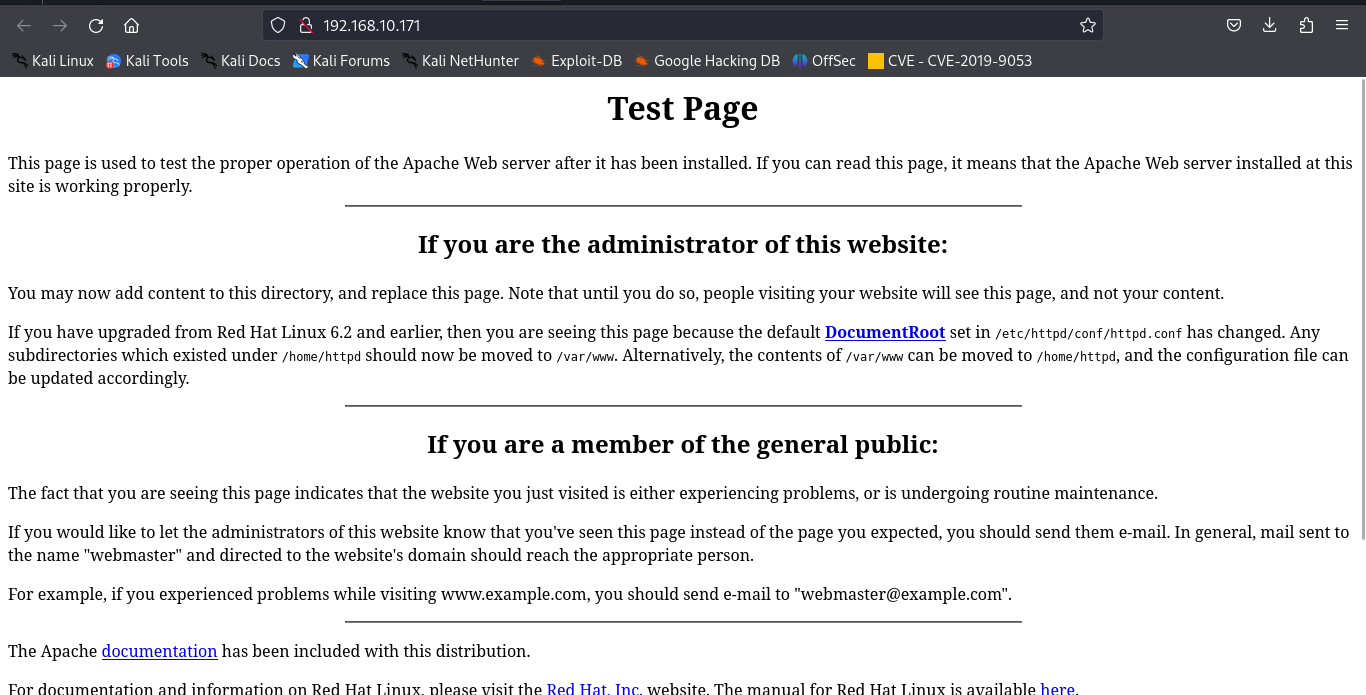 192.168.10.171
Kali Linux Kali Tools Kali Docs Kali Forums Kali NetHunter Exploit-DB Google Hacking DB OffSec CVE - CVE-2019-9053
Test Page
This page is used to test the proper operation of the Apache Web server after it has been installed. If you can read this page, it means that the Apache Web server installed at this
site is working properly.
If you are the administrator of this website:
You may now add content to this directory, and replace this page. Note that until you do so, people visiting your website will see this page, and not your content.
If you have upgraded from Red Hat Linux 6.2 and earlier, then you are seeing this page because the default DocumentRoot set in /etc/httpd/conf/httpd.conf has changed. Any
subdirectories which existed under /home/httpd should now be moved to /var/www. Alternatively, the contents of /var/www can be moved to /home/httpd, and the configuration file can
be updated accordingly.
If you are a member of the general public:
The fact that you are seeing this page indicates that the website you just visited is either experiencing problems, or is undergoing routine maintenance.
If you would like to let the administrators of this website know that you've seen this page instead of the page you expected, you should send them e-mail. In general, mail sent to
the name "webmaster" and directed to the website's domain should reach the appropriate person.
For example, if you experienced problems while visiting www.example.com, you should send e-mail to "webmaster@example.com".
The Apache documentation has been included with this distribution.
For documentation and information on Red Hat Linux, please visit the Red Hat, Inc. website. The manual for Red Hat Linux is available here.